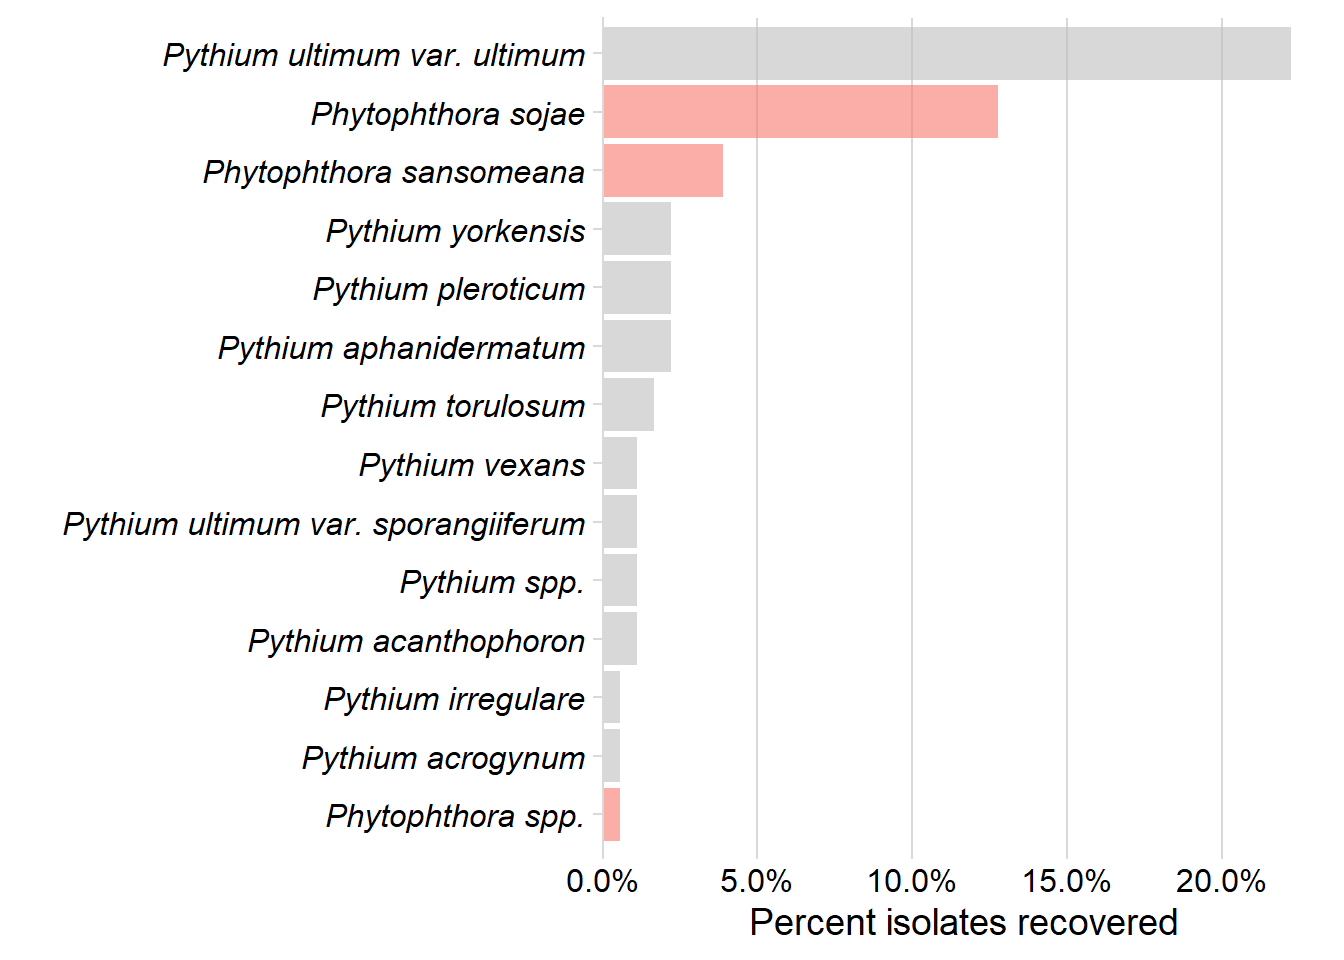 Pythium ultimum var. ultimum
Phytophthora sojae
Phytophthora sansomeana
Pythium yorkensis
Pythium pleroticum
Pythium aphanidermatum
Pythium torulosum
Pythium vexans
Pythium ultimum var. sporangiiferum
Pythium spp.
Pythium acanthophoron
Pythium irregulare
Pythium acrogynum
Phytophthora spp.
0.0% 5.0% 10.0% 15.0% 20.0%
Percent isolates recovered